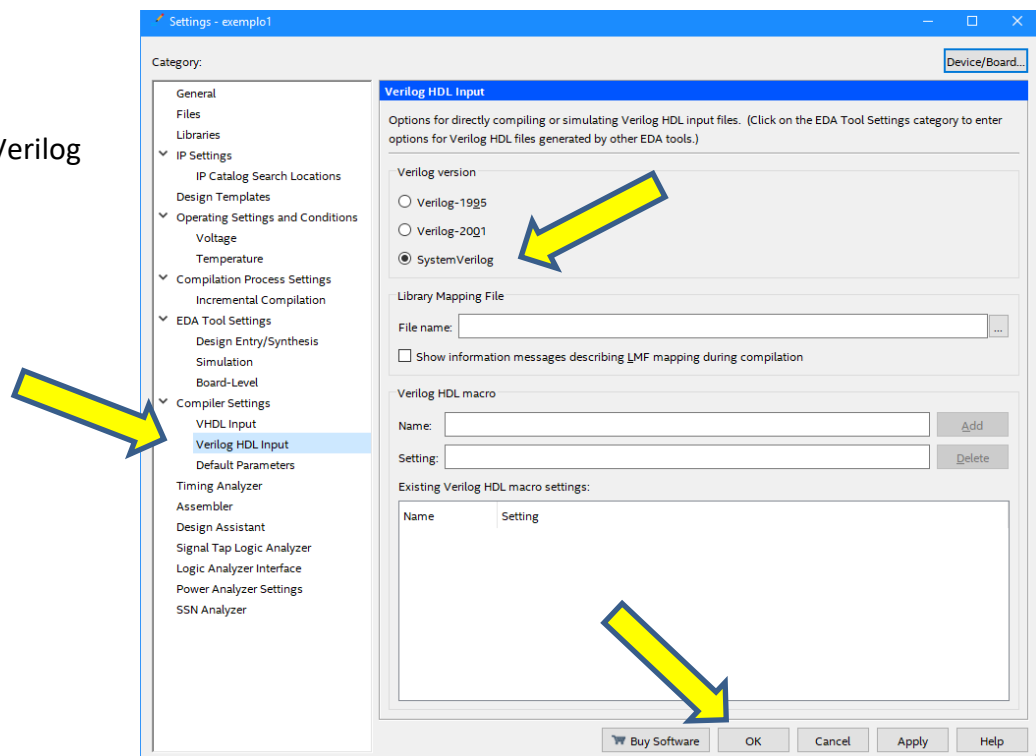 Settings - exemplo1
Category:
Device/Board...
General
Files
Libraries
IP Settings
IP Catalog Search Locations
Design Templates
Operating Settings and Conditions
Voltage
Temperature
Compilation Process Settings
Incremental Compilation
EDA Tool Settings
Design Entry/Synthesis
Simulation
Board-Level
Compiler Settings
VHDL Input
Verilog HDL Input
Default Parameters
Timing Analyzer
Assembler
Design Assistant
Signal Tap Logic Analyzer
Logic Analyzer Interface
Power Analyzer Settings
SSN Analyzer
Verilog
Verilog HDL Input
Options for directly compiling or simulating Verilog HDL input files. (Click on the EDA Tool Settings category to enter
options for Verilog HDL files generated by other EDA tools.)
Verilog version
Verilog-1995
Verilog-2001
SystemVerilog
Library Mapping File
File name:
...
Show information messages describing LMF mapping during compilation
Verilog HDL macro
Name:
Add
Setting:
Delete
Existing Verilog HDL macro settings:
Name Setting
Buy Software OK Cancel Apply Help